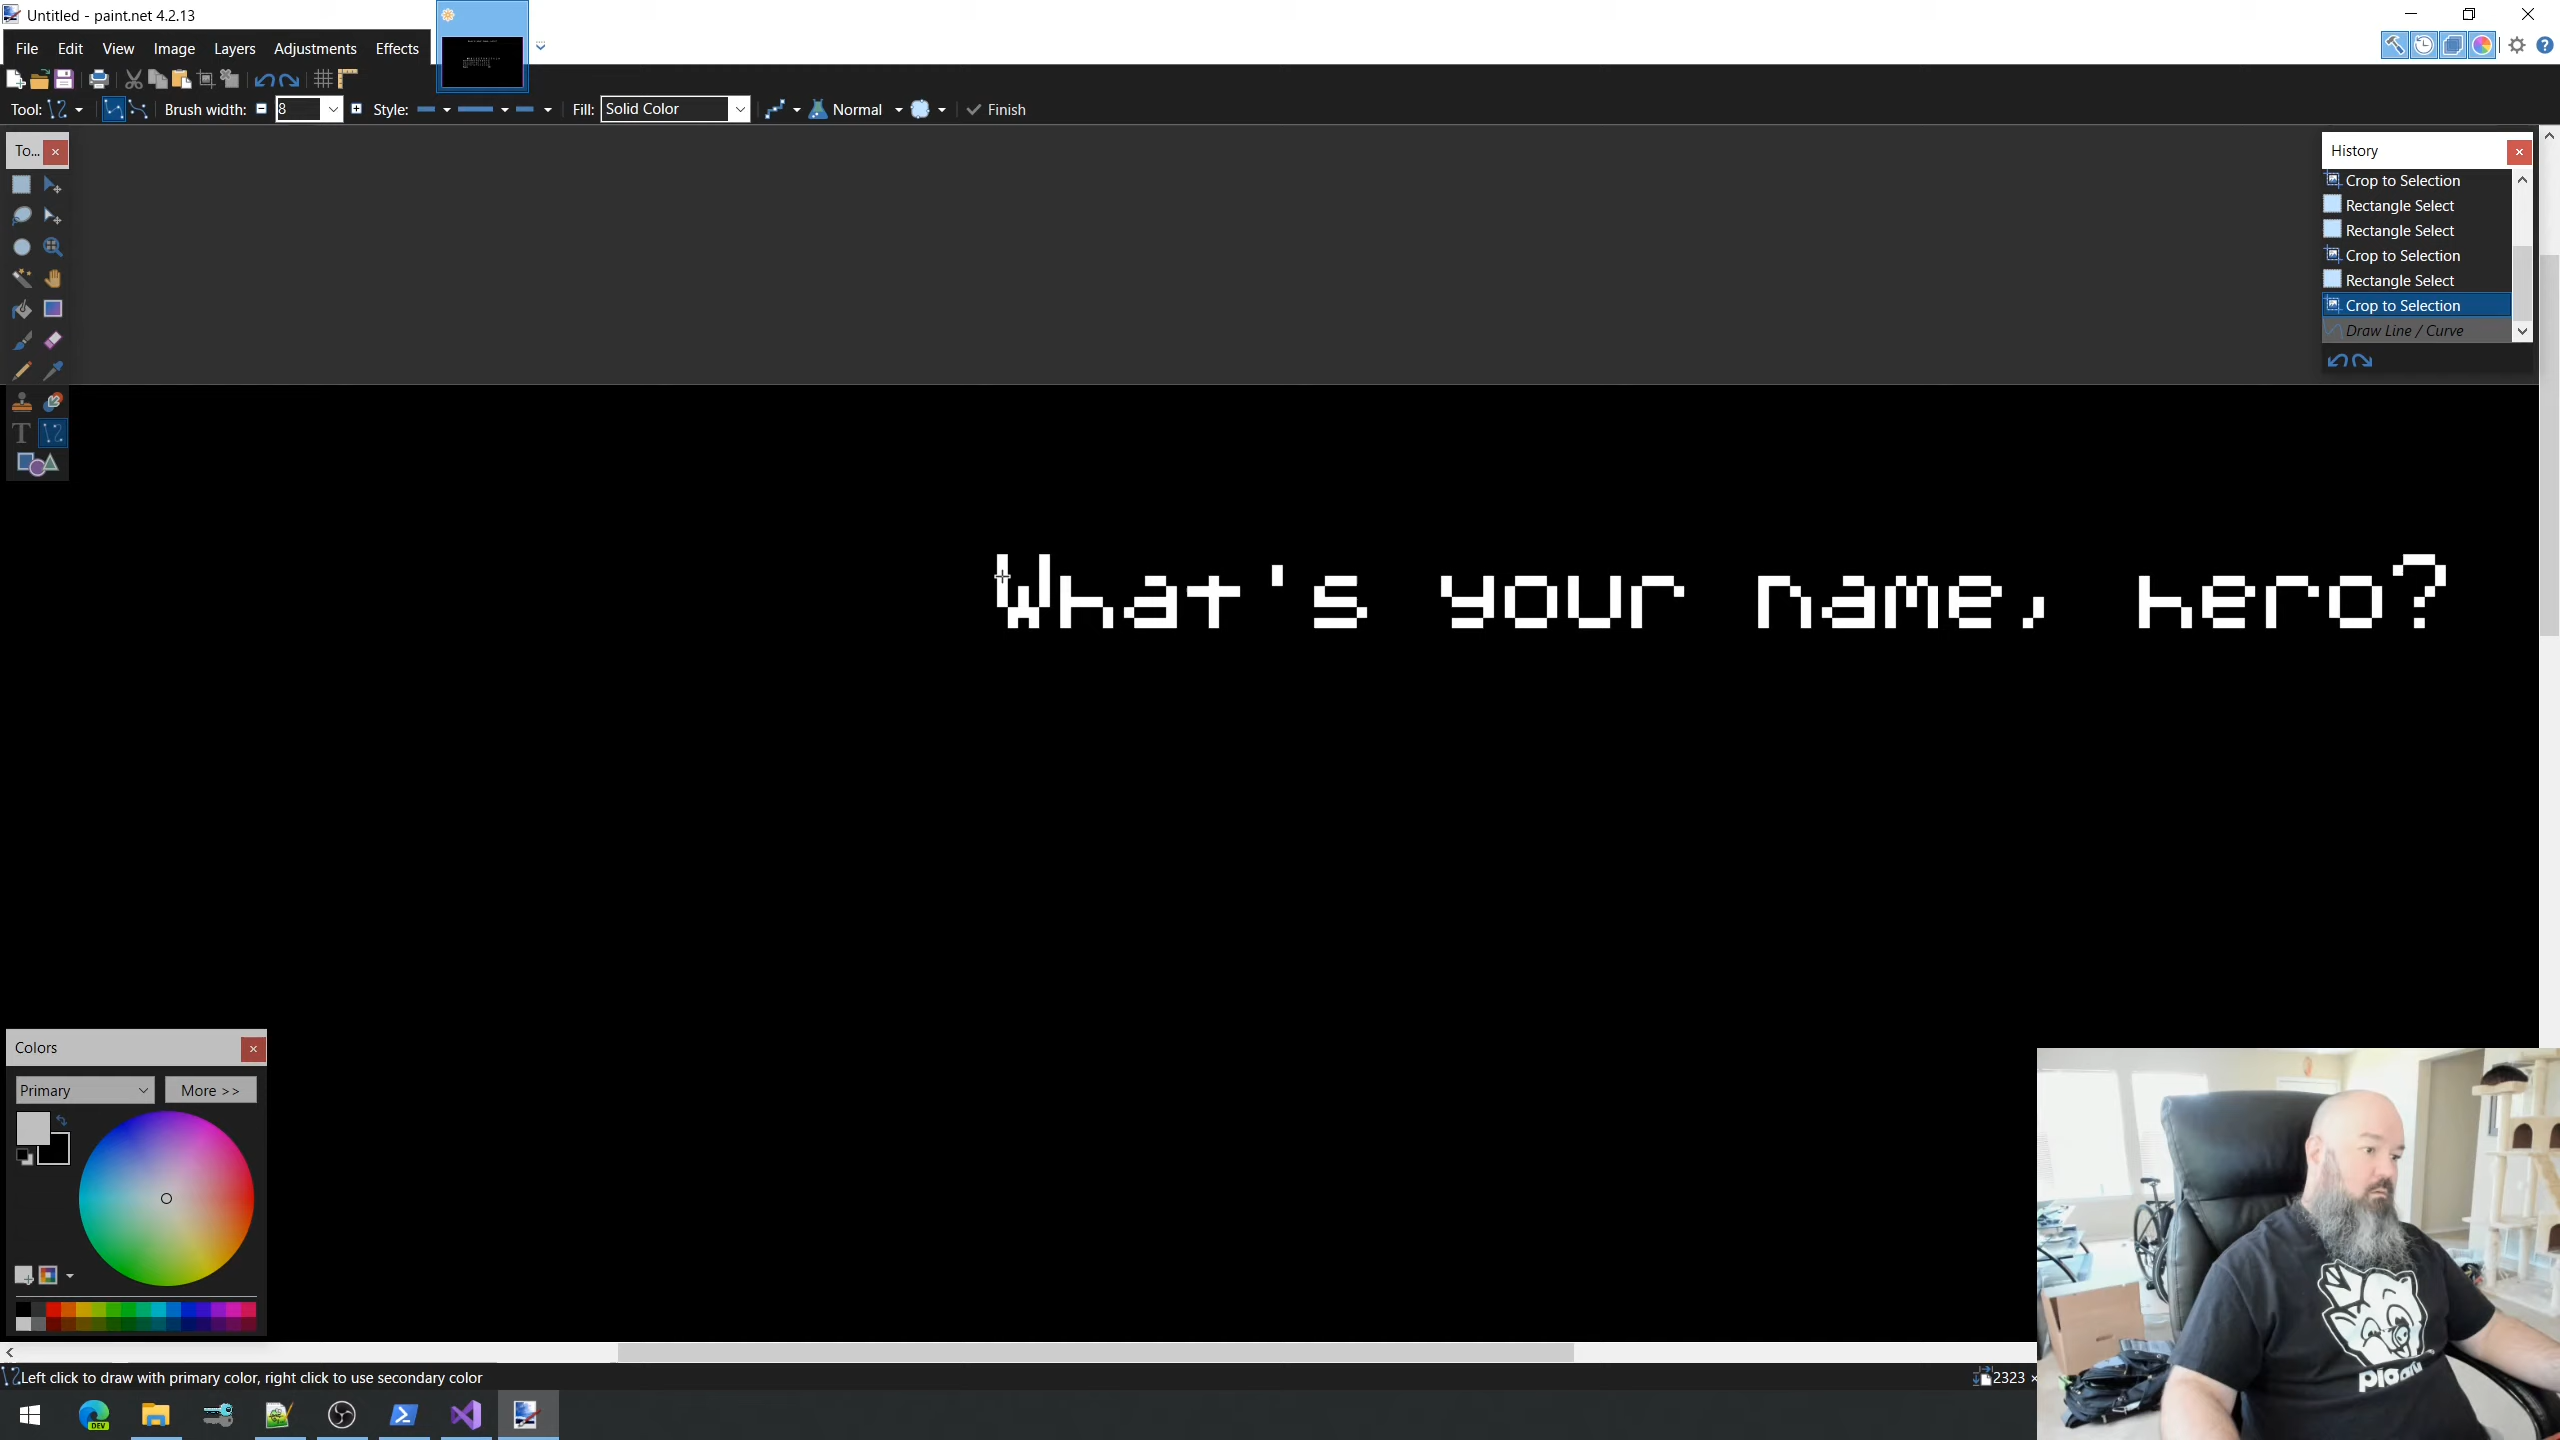 Untitled - paint.net 4.2.13
File Edit View Image Layers Adjustments Effects
Tool: Brush width: 8 Style: Fill: Solid Color Normal Finish
To...
History
Crop to Selection
Rectangle Select
Rectangle Select
Crop to Selection
Rectangle Select
Crop to Selection
Draw Line / Curve
T
What's your name, hero?
Colors
Primary More >>
Left click to draw with primary color, right click to use secondary color
2323 x
DEV